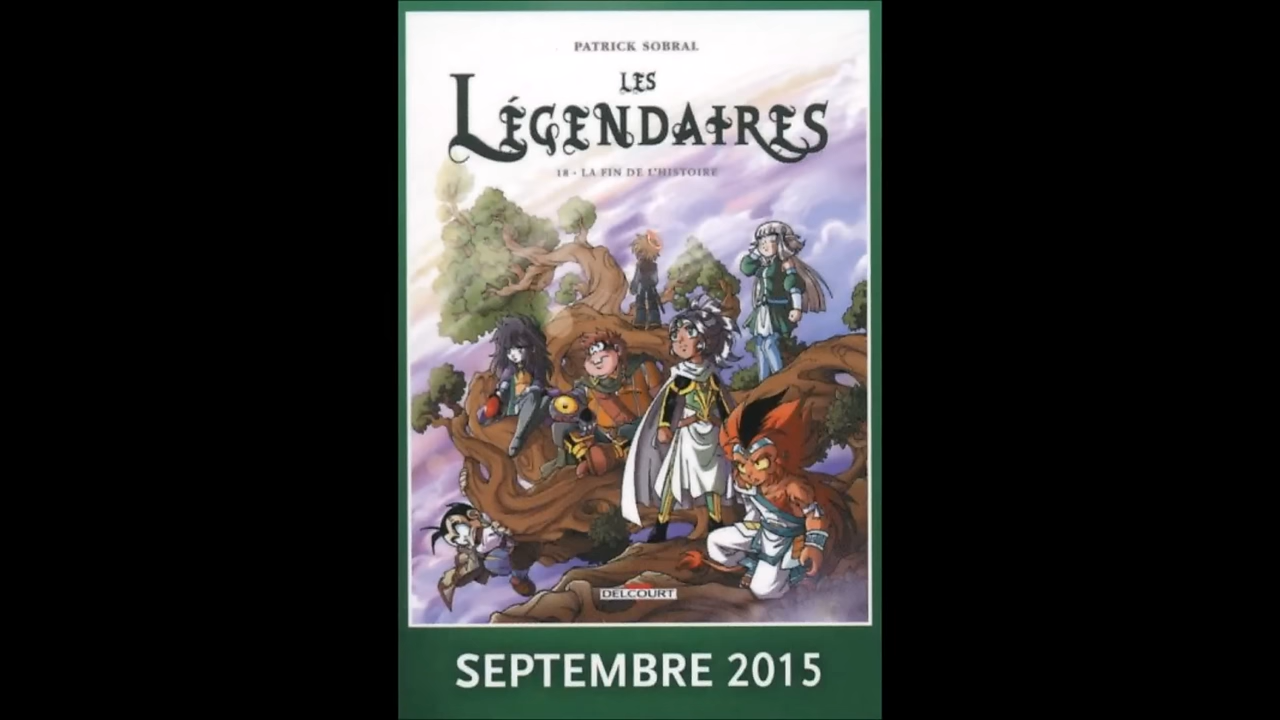 PATRICK SOBRAL
LES
LÉGENDAIRES
18 - LA FIN DE L'HISTOIRE
DELCOURT
SEPTEMBRE 2015